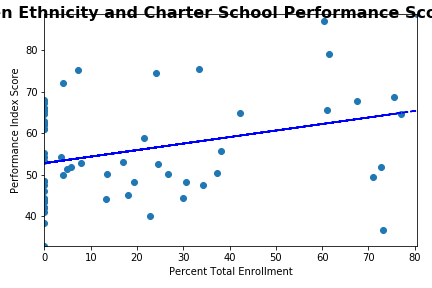 n Ethnicity and Charter School Performance Sc
80
70
60
50
40
Performance Index Score
0 10 20 30 40 50 60 70 80
Percent Total Enrollment